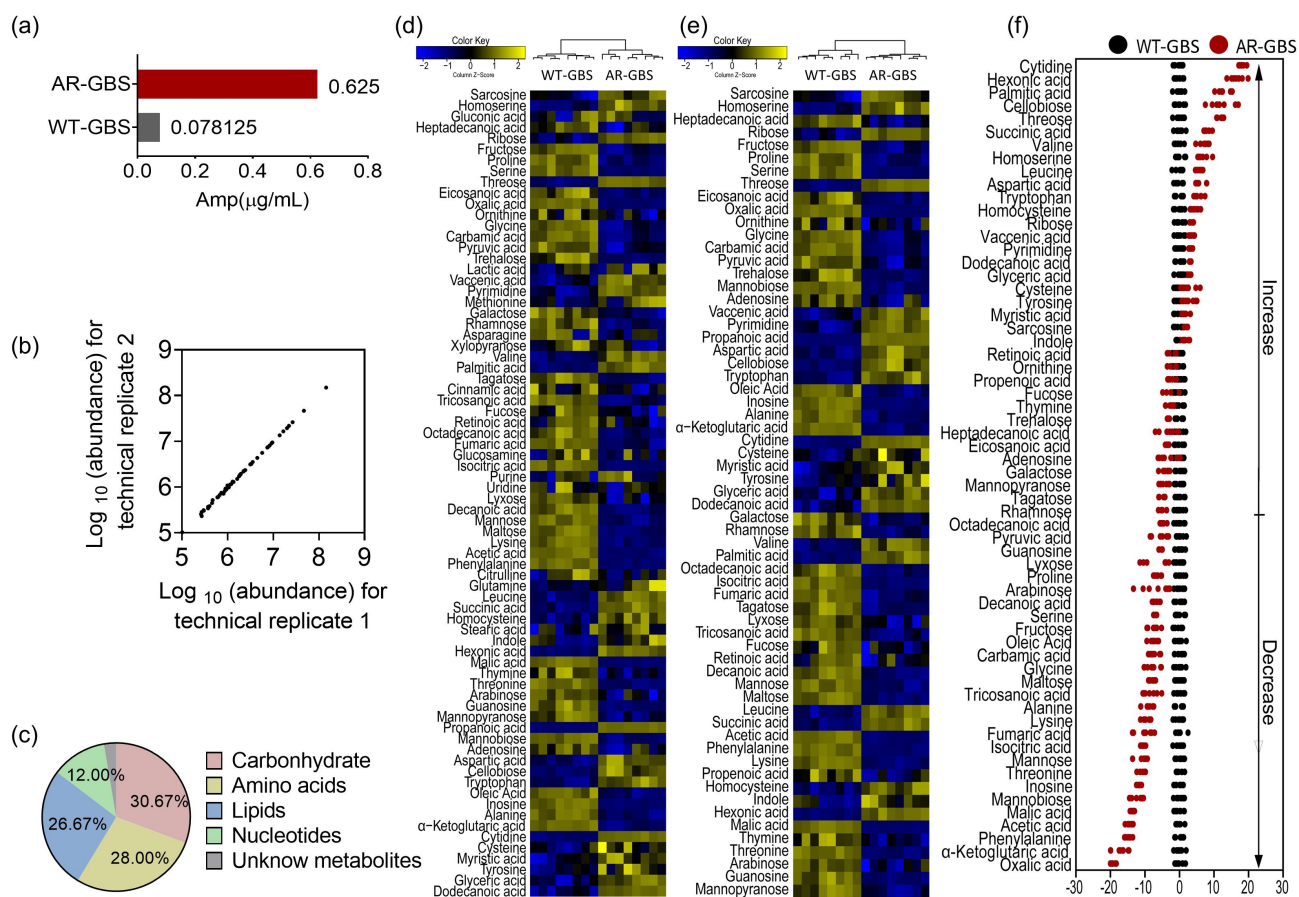 (a)
AR-GBS
0.625
WT-GBS
0.078125
0.0 0.2 0.4 0.6 0.8
Amp(μg/mL)
(b)
Log 10 (abundance) for
technical replicate 2
9
8
7
6
5
5 6 7 8 9
Log 10 (abundance) for
technical replicate 1
(c)
12.00%
30.67%
26.67%
28.00%
Carbonhydrate
Amino acids
Lipids
Nucleotides
Unknow metabolites
(d)
Color Key
-2 -1 0 1 2
Column Z-Score
WT-GBS AR-GBS
Sarcosine
Homoserine
Gluconic acid
Heptadecanoic acid
Ribose
Fructose
Proline
Serine
Threose
Eicosanoic acid
Oxalic acid
Ornithine
Glycine
Carbamic acid
Pyruvic acid
Trehalose
Lactic acid
Vaccenic acid
Pyrimidine
Methionine
Galactose
Rhamnose
Asparagine
Xylopyranose
Valine
Palmitic acid
Tagatose
Cinnamic acid
Tricosanoic acid
Fucose
Retinoic acid
Octadecanoic acid
Fumaric acid
Glucosamine
Isocitric acid
Purine
Uridine
Lyxose
Decanoic acid
Mannose
Maltose
Lysine
Acetic acid
Phenylalanine
Citrulline
Glutamine
Leucine
Succinic acid
Homocysteine
Stearic acid
Indole
Hexonic acid
Malic acid
Thymine
Threonine
Arabinose
Guanosine
Mannopyranose
Propanoic acid
Mannobiose
Adenosine
Aspartic acid
Cellobiose
Tryptophan
Oleic Acid
Inosine
Alanine
α-Ketoglutaric acid
Cytidine
Cysteine
Myristic acid
Tyrosine
Glyceric acid
Dodecanoic acid
(e)
Color Key
-2 -1 0 1 2
Column Z-Score
WT-GBS AR-GBS
Sarcosine
Homoserine
Heptadecanoic acid
Ribose
Fructose
Proline
Serine
Threose
Eicosanoic acid
Oxalic acid
Ornithine
Glycine
Carbamic acid
Pyruvic acid
Trehalose
Mannobiose
Adenosine
Vaccenic acid
Pyrimidine
Propanoic acid
Aspartic acid
Cellobiose
Tryptophan
Oleic Acid
Inosine
Alanine
α-Ketoglutaric acid
Cytidine
Cysteine
Myristic acid
Tyrosine
Glyceric acid
Dodecanoic acid
Galactose
Rhamnose
Valine
Palmitic acid
Octadecanoic acid
Isocitric acid
Fumaric acid
Tagatose
Lyxose
Tricosanoic acid
Fucose
Retinoic acid
Decanoic acid
Mannose
Maltose
Leucine
Succinic acid
Acetic acid
Phenylalanine
Lysine
Propenoic acid
Homocysteine
Indole
Hexonic acid
Malic acid
Thymine
Threonine
Arabinose
Guanosine
Mannopyranose
(f)
WT-GBS AR-GBS
Cytidine
Hexonic acid
Palmitic acid
Cellobiose
Threose
Succinic acid
Valine
Homoserine
Leucine
Aspartic acid
Tryptophan
Homocysteine
Ribose
Vaccenic acid
Pyrimidine
Dodecanoic acid
Glyceric acid
Cysteine
Tyrosine
Myristic acid
Sarcosine
Indole
Retinoic acid
Ornithine
Propenoic acid
Fucose
Thymine
Trehalose
Heptadecanoic acid
Eicosanoic acid
Adenosine
Galactose
Mannopyranose
Tagatose
Rhamnose
Octadecanoic acid
Pyruvic acid
Guanosine
Lyxose
Proline
Arabinose
Decanoic acid
Serine
Fructose
Oleic Acid
Carbamic acid
Glycine
Maltose
Tricosanoic acid
Alanine
Lysine
Fumaric acid
Isocitric acid
Mannose
Threonine
Inosine
Mannobiose
Malic acid
Acetic acid
Phenylalanine
α-Ketoglutaric acid
Oxalic acid
Increase
Decrease
-30 -20 -10 0 10 20 30